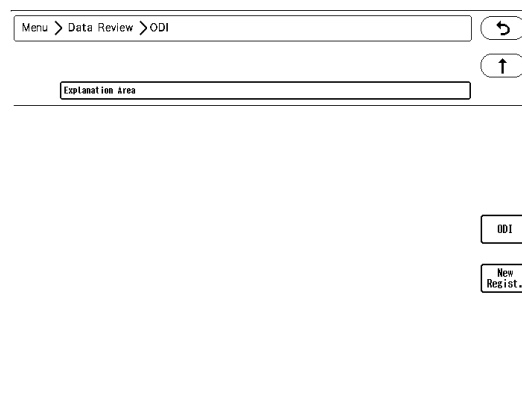 Menu > Data Review > ODI
Explanation Area
ODI
New
Regist.